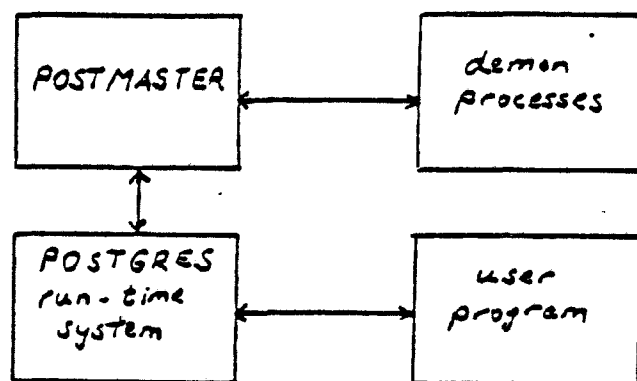 POSTMASTER
demon
processes
POSTGRES
run-time
system
user
program